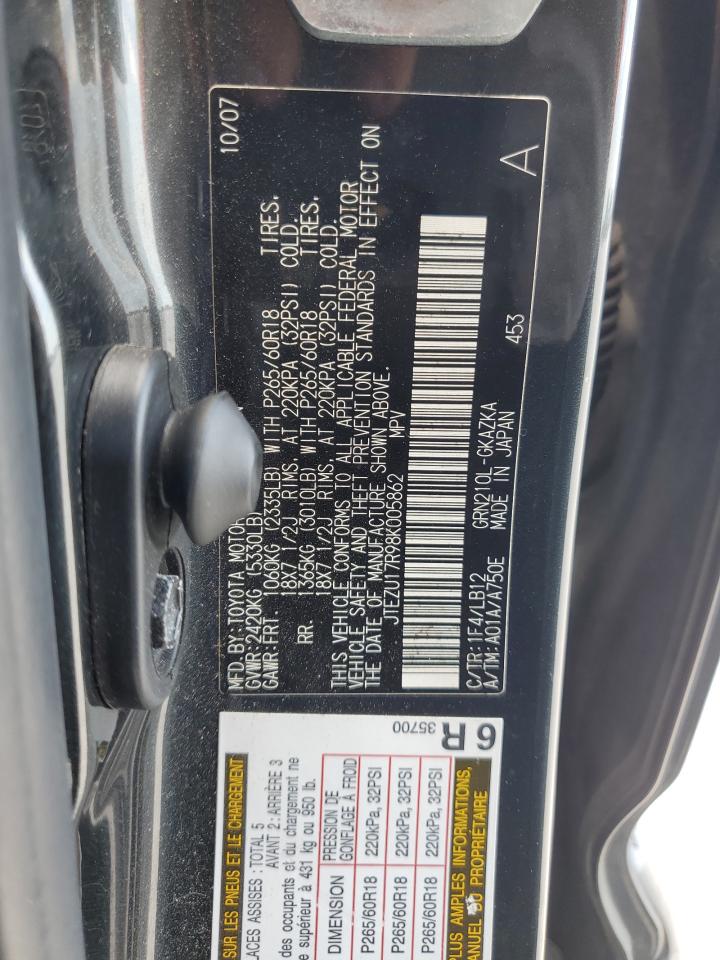 MFD. BY: TOYOTA MOTOR 10/07
GVWR: 2420KG (5330LB)
GAWR: FRT. 1060KG (2335LB) WITH P265/60R18 TIRES.
18X7 1/2J RIMS. AT 220KPA (32PSI) COLD.
RR. 1365KG (3010LB) WITH P265/60R18 TIRES.
18X7 1/2J RIMS. AT 220KPA (32PSI) COLD.
THIS VEHICLE CONFORMS TO ALL APPLICABLE FEDERAL MOTOR
VEHICLE SAFETY AND THEFT PREVENTION STANDARDS IN EFFECT ON
THE DATE OF MANUFACTURE SHOWN ABOVE.
JTEZU17R98K005862 MPV
C/TR: 1F4/LB12 GRN210L-GKAZKA 453
A/TM: A01A/A750E MADE IN JAPAN
A
SUR LES PNEUS ET LE CHARGEMENT
LACES ASSISES : TOTAL 5
AVANT 2 : ARRIÈRE 3
des occupants et du chargement ne
e supérieur à 431 kg ou 950 lb.
DIMENSION PRESSION DE GONFLAGE À FROID
P265/60R18 220kPa, 32PSI
P265/60R18 220kPa, 32PSI
P265/60R18 220kPa, 32PSI
PLUS AMPLES INFORMATIONS,
MANUEL DU PROPRIÉTAIRE
6R
35700